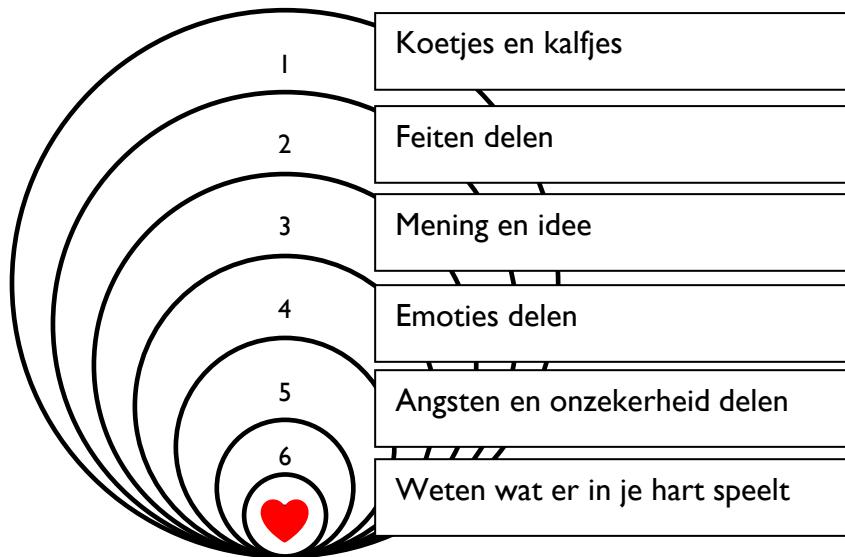 1
Koetjes en kalfjes
2
Feiten delen
3
Mening en idee
4
Emoties delen
5
Angsten en onzekerheid delen
6
Weten wat er in je hart speelt